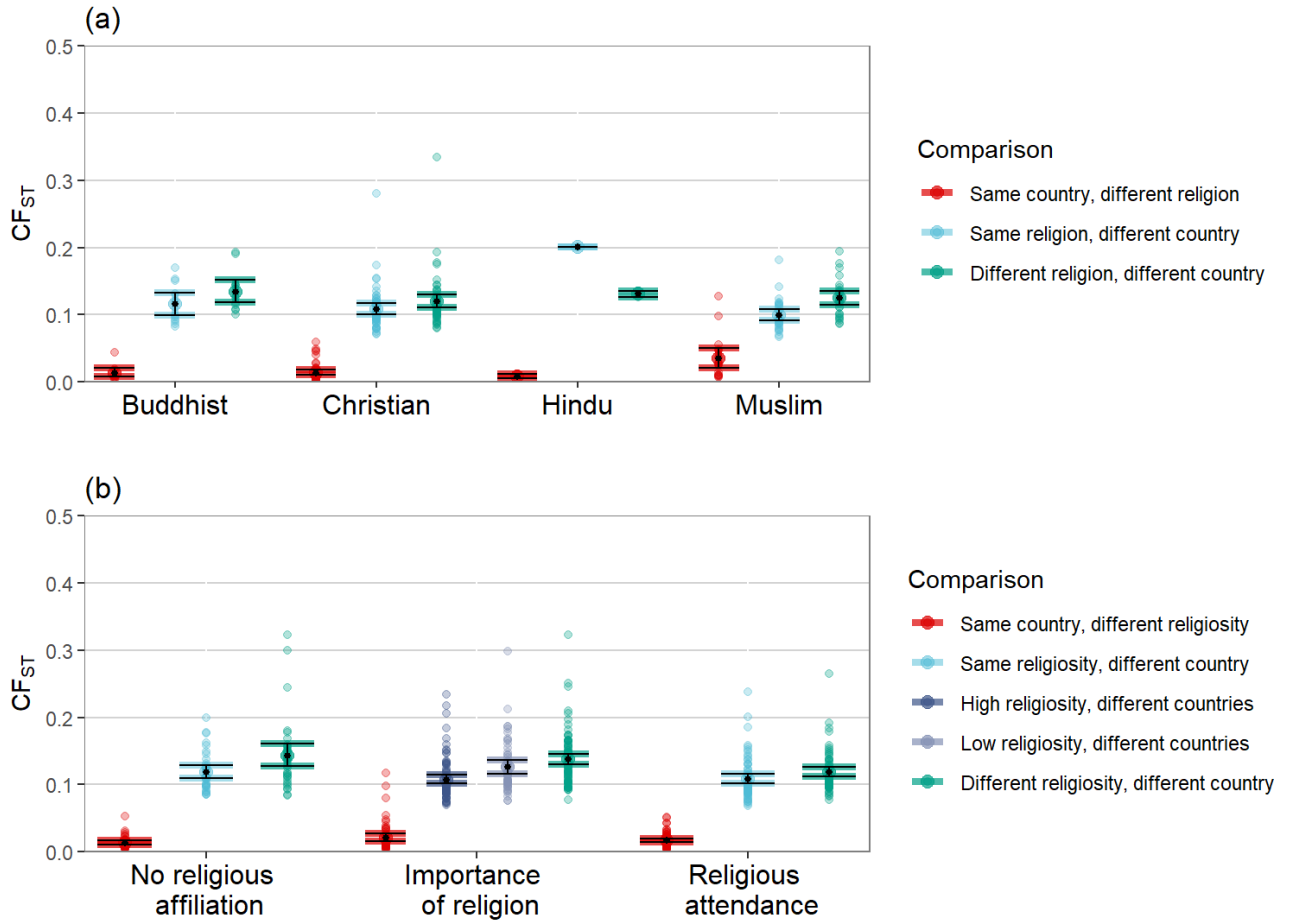 (a)
0.5
0.4
0.3
0.2
0.1
0.0
CF_ST
Buddhist Christian Hindu Muslim
Comparison
Same country, different religion
Same religion, different country
Different religion, different country
(b)
0.5
0.4
0.3
0.2
0.1
0.0
CF_ST
No religious affiliation
Importance of religion
Religious attendance
Comparison
Same country, different religiosity
Same religiosity, different country
High religiosity, different countries
Low religiosity, different countries
Different religiosity, different country